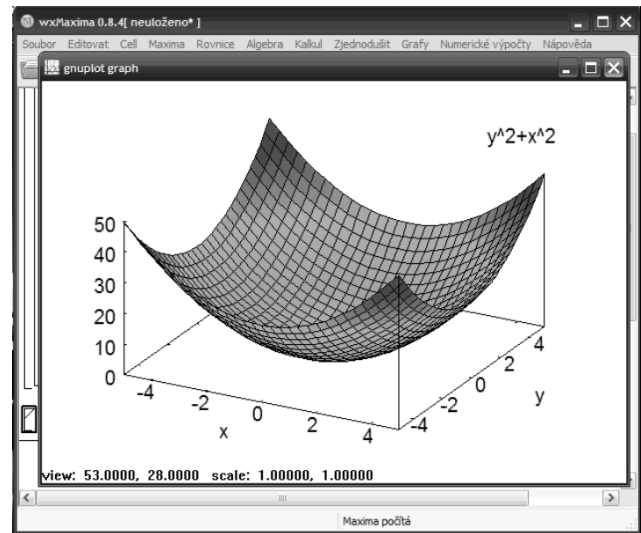 wxMaxima 0.8.4[ neuloženo* ]
Soubor Editovat Cell Maxima Rovnice Algebra Kalkul Zjednodušit Grafy Numerické výpočty Nápověda
gnuplot graph
y^2+x^2
50
40
30
20
10
0
-4
-2
0
2
4
x
-4
-2
0
2
4
y
view: 53.0000, 28.0000 scale: 1.00000, 1.00000
Maxima počítá